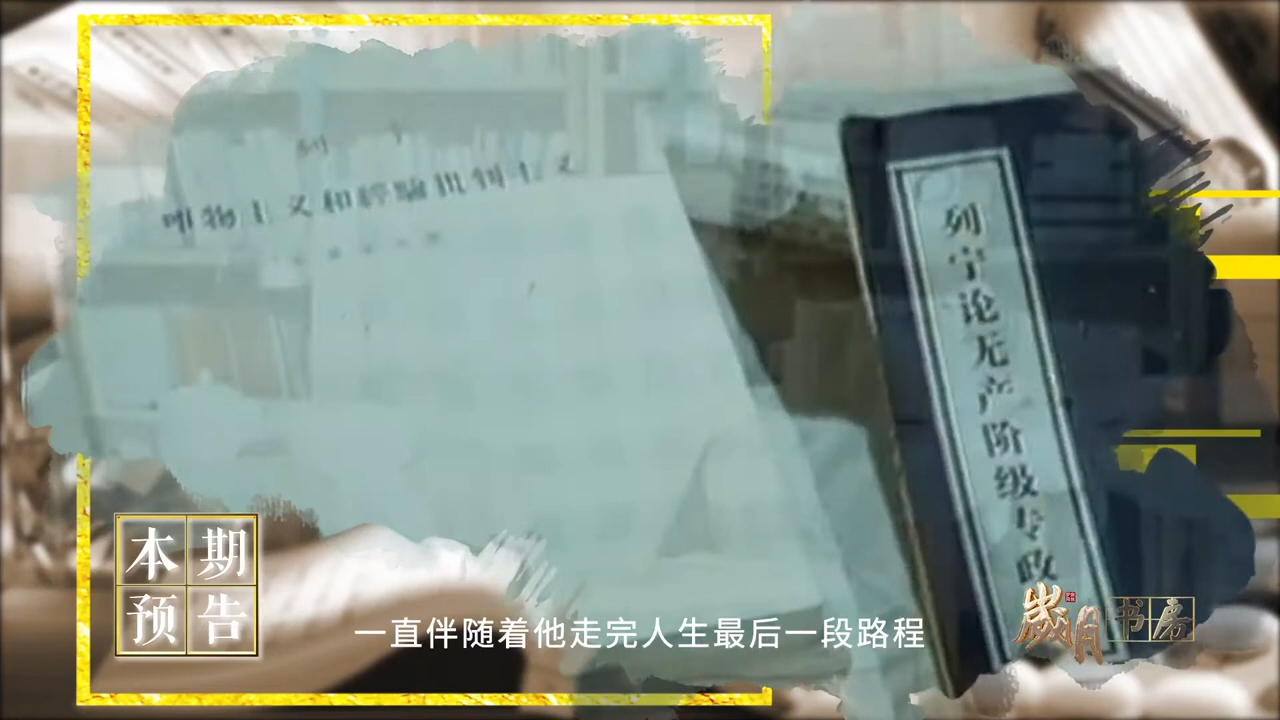 唯物主义和经验批判主义
列宁论无产阶级专政
本期
预告
一直伴随着他走完人生最后一段路程
岁月书房